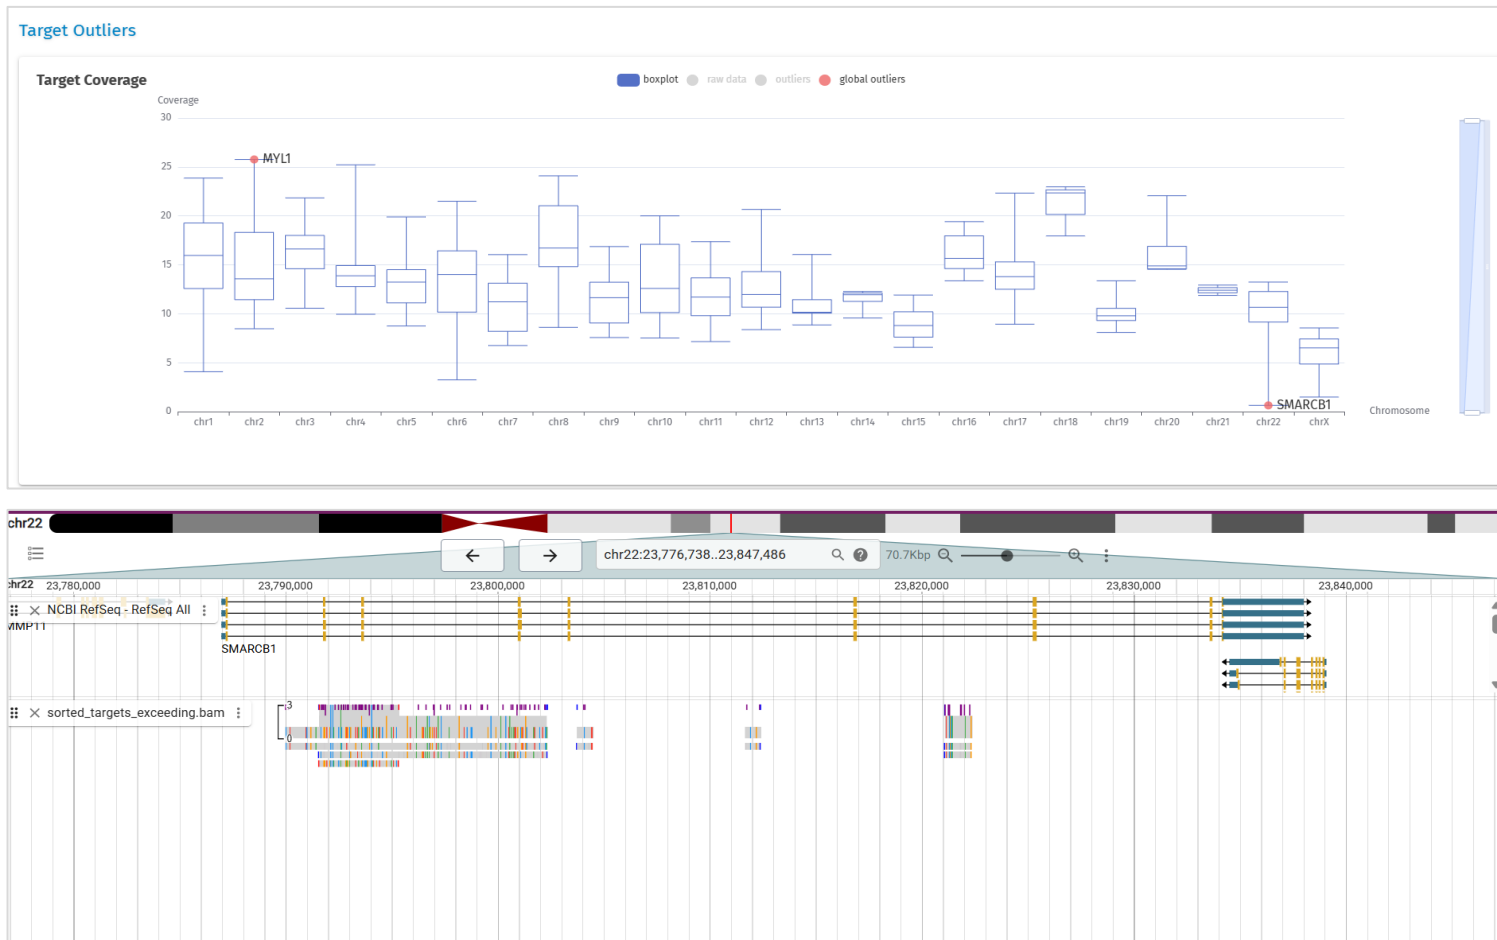 Target Outliers
Target Coverage
boxplot raw data outliers global outliers
Coverage
30
25
20
15
10
5
0
MYL1
SMARCB1
chr1 chr2 chr3 chr4 chr5 chr6 chr7 chr8 chr9 chr10 chr11 chr12 chr13 chr14 chr15 chr16 chr17 chr18 chr19 chr20 chr21 chr22 chrX
Chromosome
chr22
chr22:23,776,738..23,847,486
70.7Kbp
hr22 23,780,000 23,790,000 23,800,000 23,810,000 23,820,000 23,830,000 23,840,000
NCBI RefSeq - RefSeq All
MMP11
SMARCB1
sorted_targets_exceeding.bam
3
0